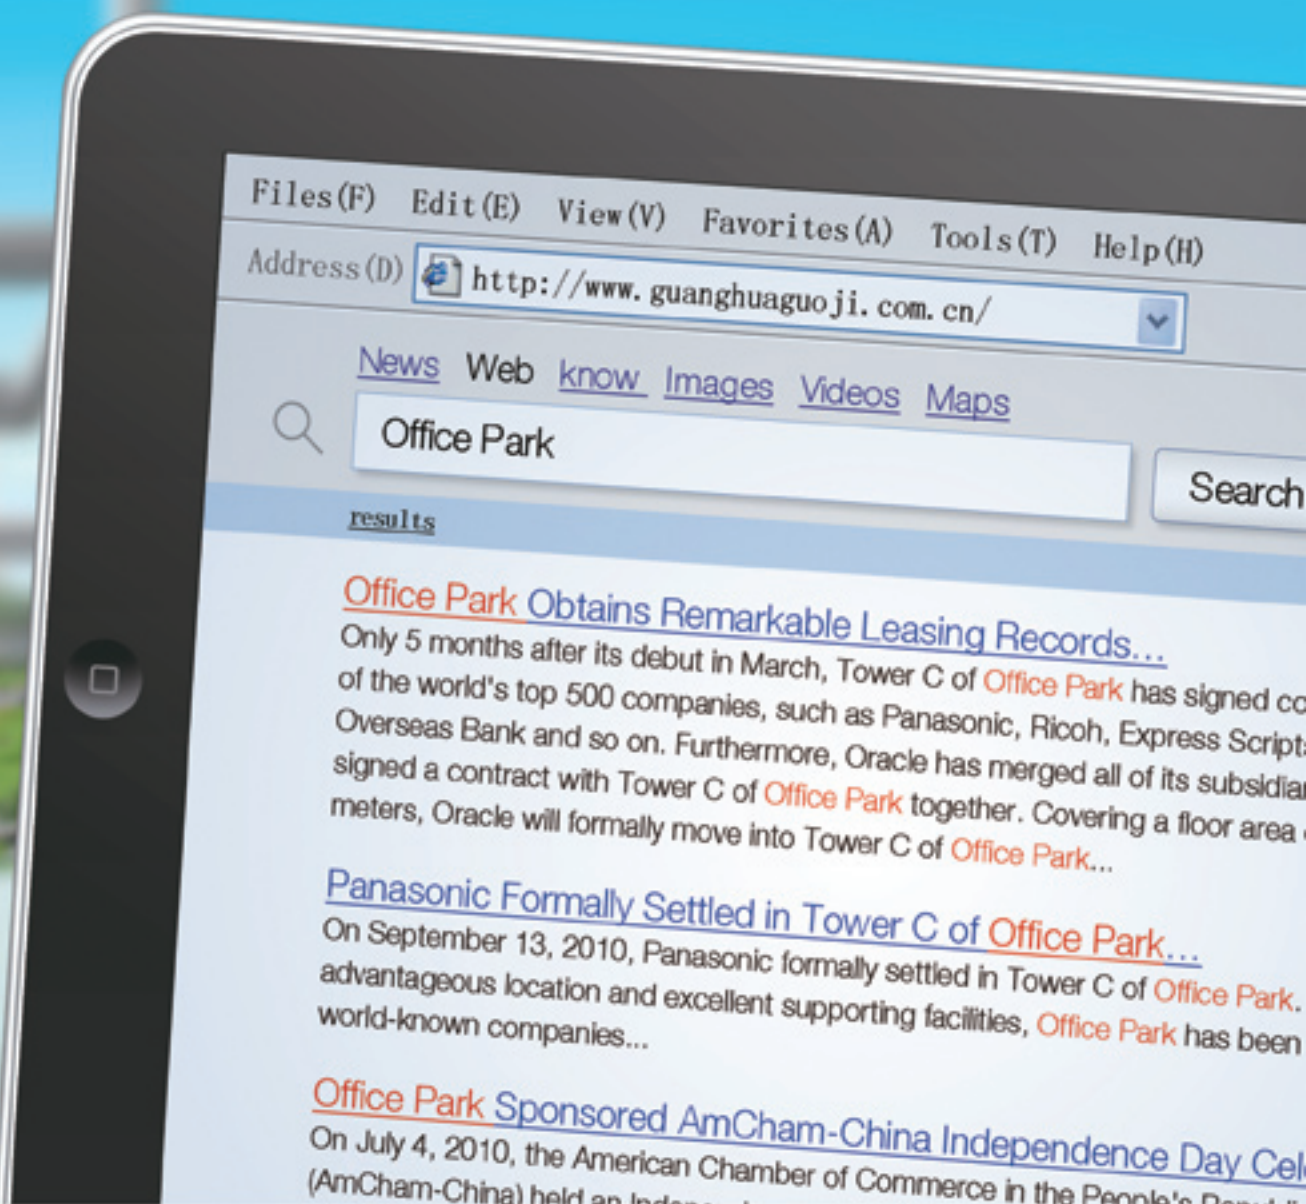 Files(F) Edit(E) View(V) Favorites(A) Tools(T) Help(H)
Address(D) http://www.guanghuaguoji.com.cn/
News Web know Images Videos Maps
Office Park Search
results
Office Park Obtains Remarkable Leasing Records...
Only 5 months after its debut in March, Tower C of Office Park has signed
of the world's top 500 companies, such as Panasonic, Ricoh, Express
Overseas Bank and so on. Furthermore, Oracle has merged all of its
signed a contract with Tower C of Office Park together. Covering a floor area
meters, Oracle will formally move into Tower C of Office Park...
Panasonic Formally Settled in Tower C of Office Park...
On September 13, 2010, Panasonic formally settled in Tower C of Office Park.
advantageous location and excellent supporting facilities, Office Park has been
world-known companies...
Office Park Sponsored AmCham-China Independence Day
On July 4, 2010, the American Chamber of Commerce in the People's
(AmCham-China) held an